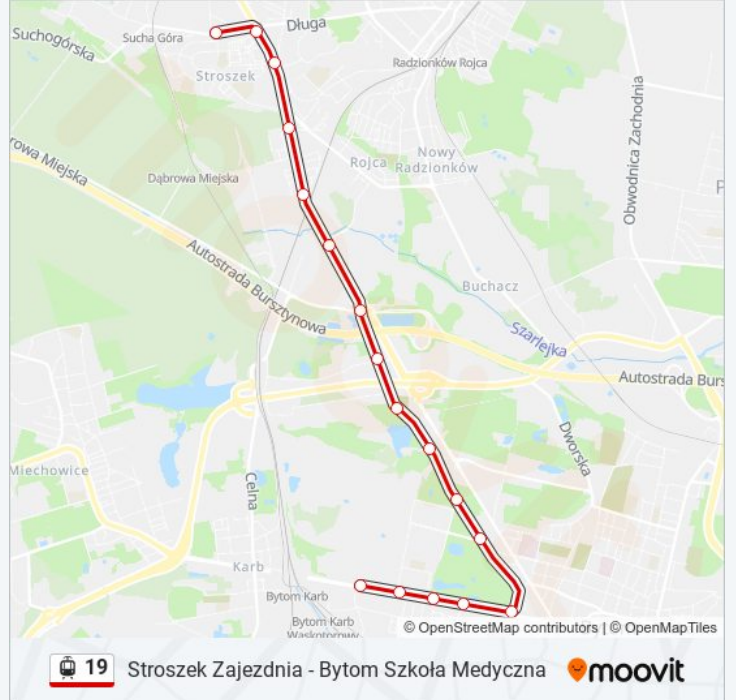 Długa
Suchogórska
Sucha Góra
Radzionków Rojca
Stroszek
Obwodnica Zachodnia
rowa Miejska
Nowy
Radzionków
Rojca
Dąbrowa Miejska
P
Autostrada Bursztynowa
Buchacz
Szarlejka
Autostrada Burs
Dworska
Miechowice
Celna
Karb
Bytom Karb
Bytom Karb
Wąskotorowy
© OpenStreetMap contributors | © OpenMapTiles
19 Stroszek Zajezdnia - Bytom Szkoła Medyczna moovit